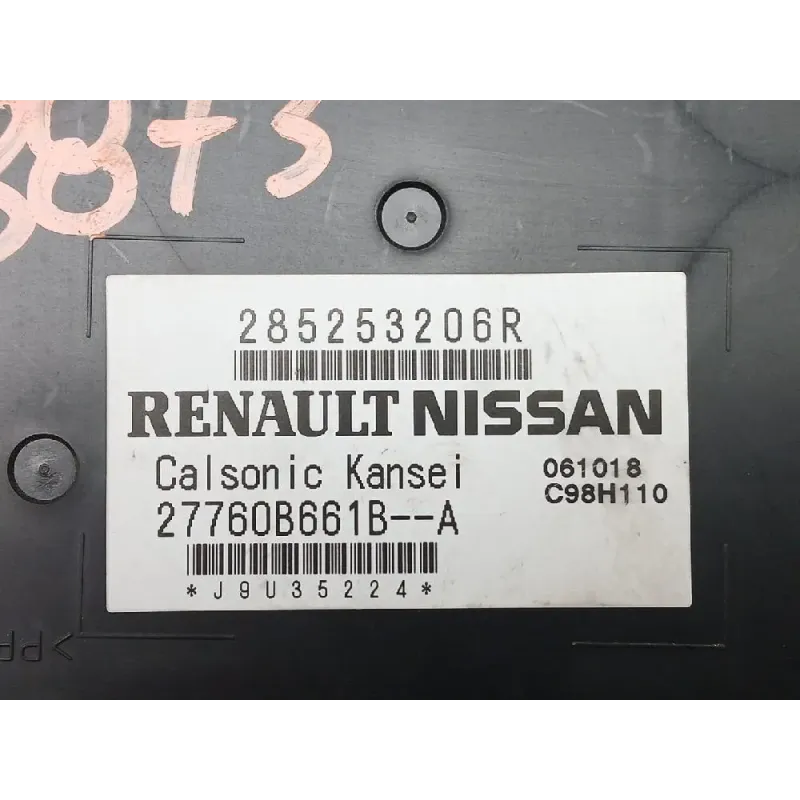 285253206R
RENAULT NISSAN
Calsonic Kansei
061018
C98H110
27760B661B--A
*J9U35224*